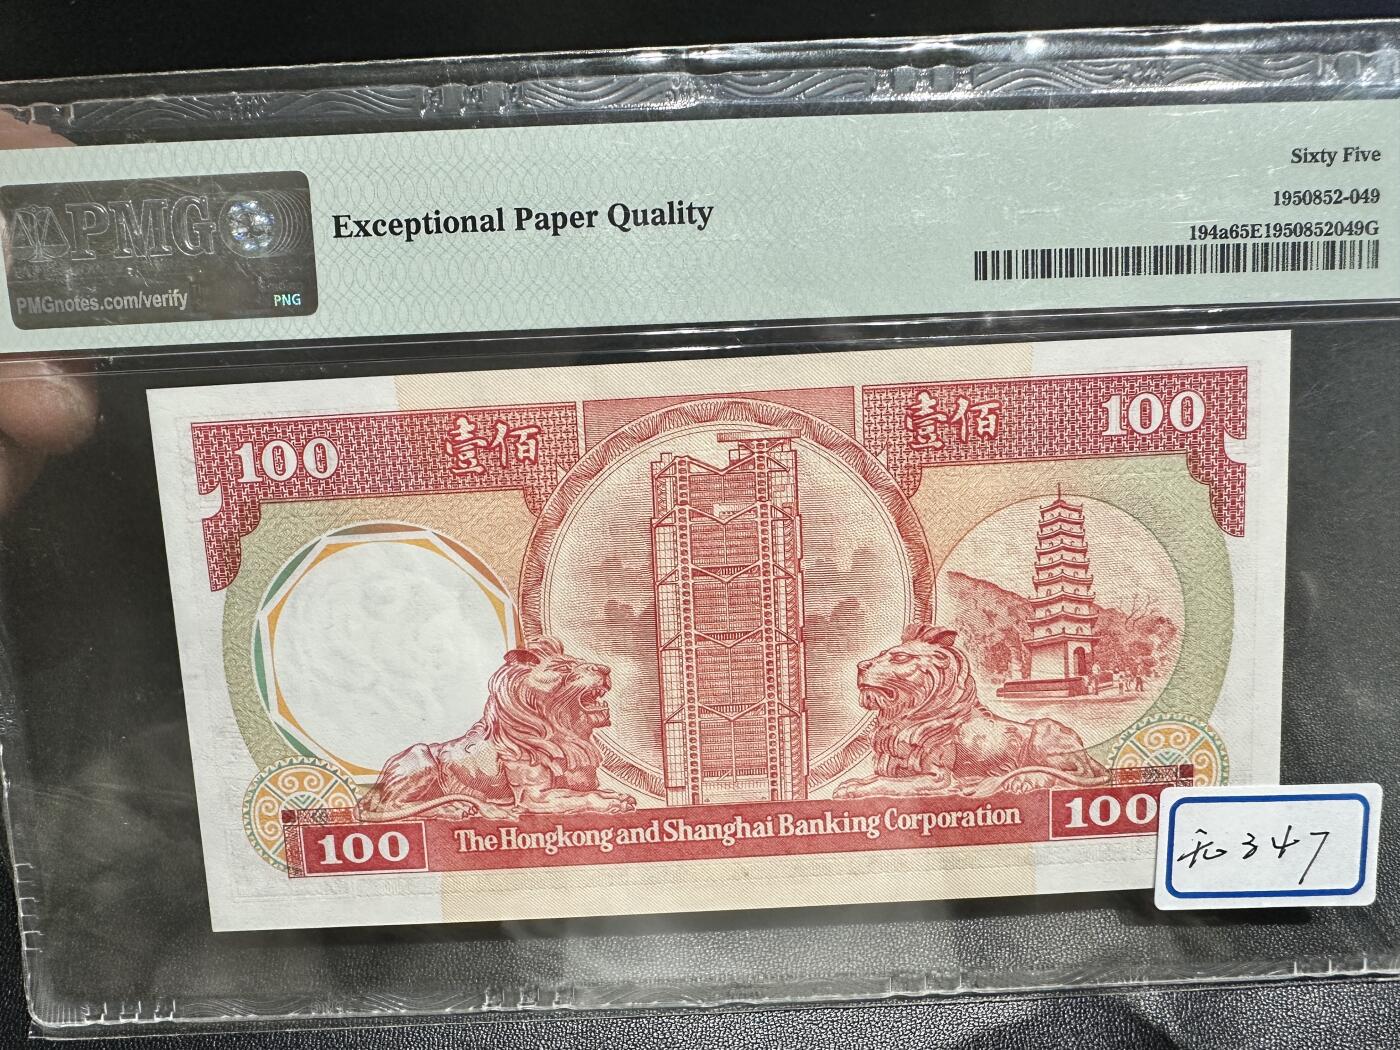 Sixty Five
PMG
Exceptional Paper Quality
1950852-049
194a65E1950852049G
PMGnotes.com/verify
PNG
100 壹佰 壹佰 100
100 The Hongkong and Shanghai Banking Corporation 100
347